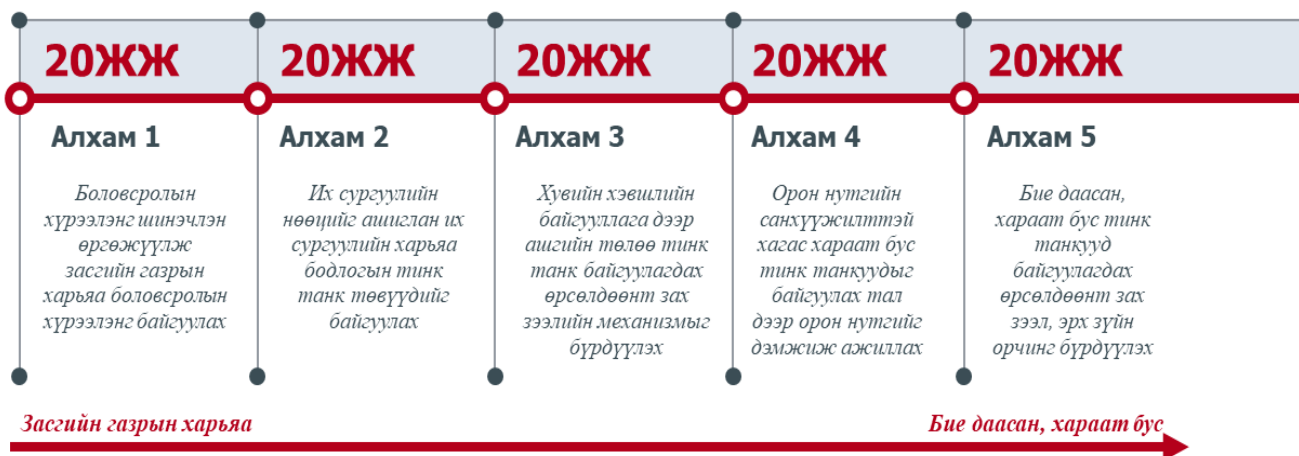 20ЖЖ
20ЖЖ
20ЖЖ
20ЖЖ
20ЖЖ
Алхам 1
Боловсролын
хүрээлэнг шинэчлэн
өргөжүүлж
засгийн газрын
харьяа боловсролын
хүрээлэнг байгуулах
Алхам 2
Их сургуулийн
нөөцийг ашиглан их
сургуулийн харьяа
бодлогын тинк
танк төвүүдийг
байгуулах
Алхам 3
Хувийн хэвшлийн
байгууллага дээр
ашгийн төлөө тинк
танк байгуулагдах
өрсөлдөөнт зах
зээлийн механизмыг
бүрдүүлэх
Алхам 4
Орон нутгийн
санхүүжилттэй
хагас хараат бус
тинк танкуудыг
байгуулах тал
дээр орон нутгийг
дэмжиж ажиллах
Алхам 5
Бие даасан,
хараат бус тинк
танкууд
байгуулагдах
өрсөлдөөнт зах
зээл, эрх зүйн
орчинг бүрдүүлэх
Засгийн газрын харьяа
Бие даасан, хараат бус